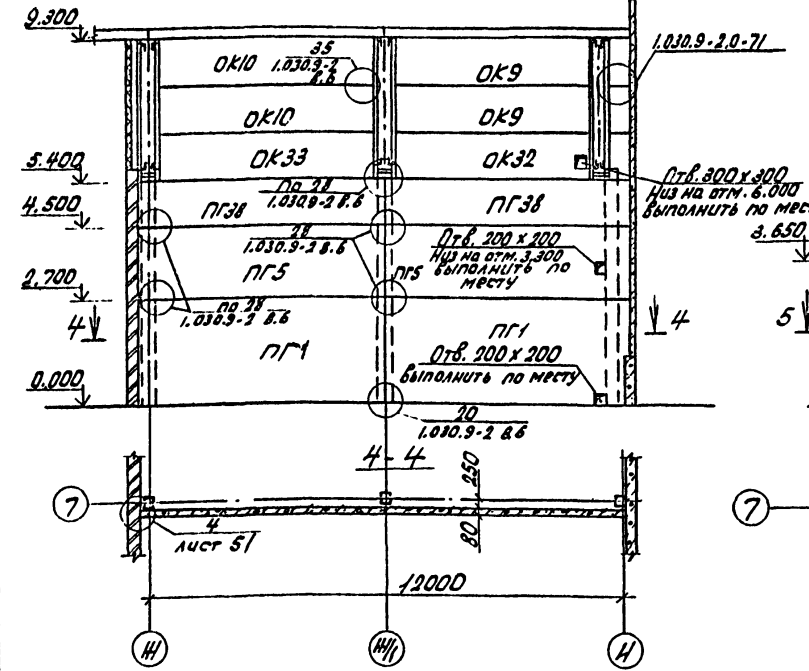 9.300
ОК10
35
1.030.9-2
в.6
ОК9
1.030.9-2.0-71
ОК10
ОК9
5.400
ОК33
ОК32
Отв. 300 х 300
Низ на отм. 6.000
выполнить по мест
по 28
1.030.9-2 в.6
4.500
ПГ38
ПГ38
28
1.030.9-2 в.6
Отв. 200 х 200
Низ на отм. 3.300
выполнить по
месту
3.650
2.700
ПГ5
ПГ5
по 28
1.030.9-2 в.6
4
4
5
ПГ1
ПГ1
Отв. 200 х 200
выполнить по месту
0.000
20
1.030.9-2 в.6
4-4
250
7
7
80
4
лист 51
12000
Ж
Ж/1
И